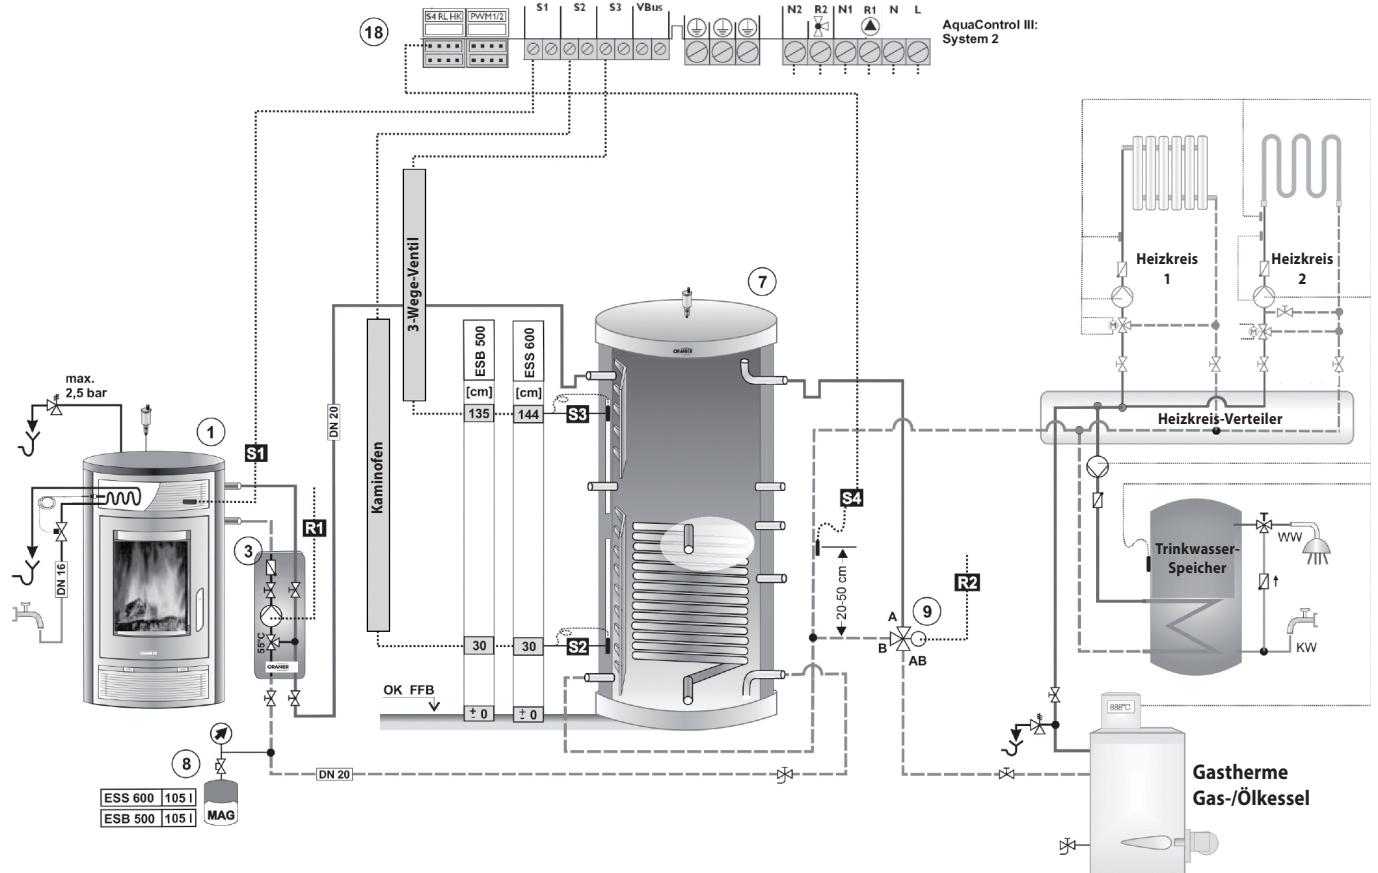 S1 S2 S3 VBus
N2 R2 N1 R1 N L
S4 RL HK PWM1/2
18
AquaControl III:
System 2
3-Wege-Ventil
Kaminofen
ESB 500
ESS 600
[cm] [cm]
135 144
S3
30 30
S2
± 0 ± 0
OK FFB
7
Heizkreis
1
Heizkreis
2
M
M
Heizkreis-Verteiler
max.
2,5 bar
1
S1
DN 20
R1
3
55°C
ORANIER
ORANIER
ORANIER
DN 16
S4
20-50 cm
R2
A
B
AB
9
Trinkwasser-
Speicher
WW
KW
888°C
Gastherme
Gas-/Ölkessel
8
DN 20
MAG
ESS 600 105 l
ESB 500 105 l